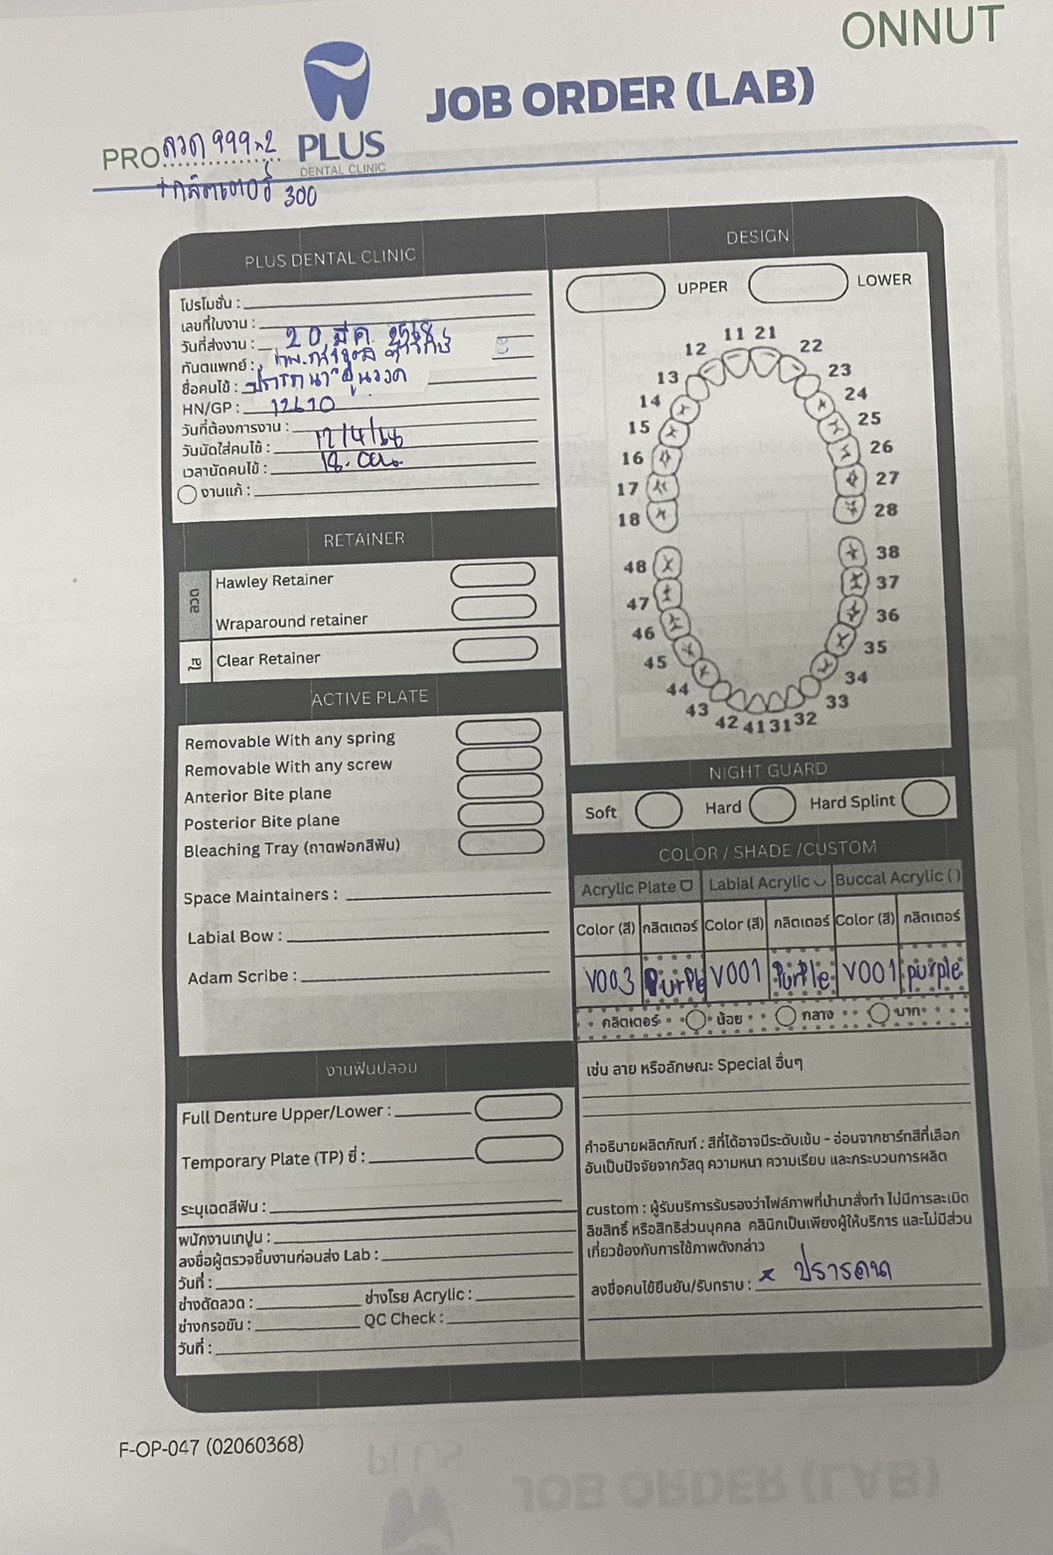 ONNUT
JOB ORDER (LAB)
PRO ลวด 999x2
PLUS
DENTAL CLINIC
+ กลิตเตอร์ 300
PLUS DENTAL CLINIC
โปรโมชั่น :
เลขที่ใบงาน :
วันที่ส่งงาน : 20 มีค. 2568
ทันตแพทย์ : ทพ.
ชื่อคนไข้ : ปรารถนา
HN/GP : 12610
วันที่ต้องการงาน :
วันนัดใส่คนไข้ : 12/4/68
เวลานัดคนไข้ : 18.00น.
งานแก้ :
RETAINER
ลวด
Hawley Retainer
Wraparound retainer
ใส
Clear Retainer
ACTIVE PLATE
Removable With any spring
Removable With any screw
Anterior Bite plane
Posterior Bite plane
Bleaching Tray (ถาดฟอกสีฟัน)
Space Maintainers :
Labial Bow :
Adam Scribe :
งานฟันปลอม
Full Denture Upper/Lower :
Temporary Plate (TP) ซี่ :
ระบุเฉดสีฟัน :
พนักงานเทปูน :
ลงชื่อผู้ตรวจชิ้นงานก่อนส่ง Lab :
วันที่ :
ช่างดัดลวด : ช่างโรย Acrylic :
ช่างกรอขัน : QC Check :
วันที่ :
DESIGN
UPPER LOWER
11 21
12 22
13 23
14 24
15 25
16 26
17 27
18 28
48 38
47 37
46 36
45 35
44 34
43 33
42 41 31 32
NIGHT GUARD
Soft Hard Hard Splint
COLOR / SHADE /CUSTOM
Acrylic Plate Labial Acrylic Buccal Acrylic ( )
Color (สี) กลิตเตอร์ Color (สี) กลิตเตอร์ Color (สี) กลิตเตอร์
V003 Purple V001 Purple V001 purple
กลิตเตอร์ น้อย กลาง มาก
เช่น ลาย หรือลักษณะ Special อื่นๆ
คำอธิบายผลิตภัณฑ์ : สีที่ได้อาจมีระดับเข้ม - อ่อนจากชาร์ทสีที่เลือก
อันเป็นปัจจัยจากวัสดุ ความหนา ความเรียบ และกระบวนการผลิต
custom : ผู้รับบริการรับรองว่าไฟล์ภาพที่นำมาสั่งทำ ไม่มีการละเมิด
ลิขสิทธิ์ หรือสิทธิส่วนบุคคล คลินิกเป็นเพียงผู้ให้บริการ และไม่มีส่วน
เกี่ยวข้องกับการใช้ภาพดังกล่าว
ลงชื่อคนไข้ยืนยัน/รับทราบ : x ปรารถนา
F-OP-047 (02060368)